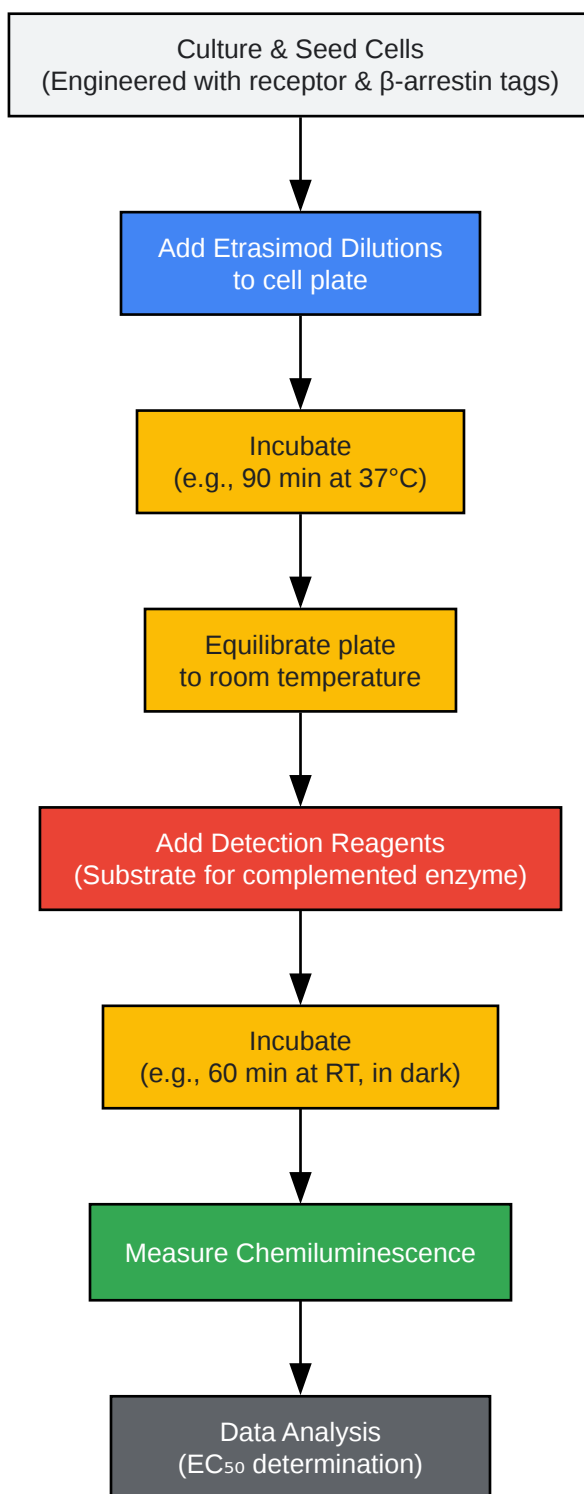 Culture & Seed Cells
(Engineered with receptor & β-arrestin tags)
Add Etrasimod Dilutions
to cell plate
Incubate
(e.g., 90 min at 37°C)
Equilibrate plate
to room temperature
Add Detection Reagents
(Substrate for complemented enzyme)
Incubate
(e.g., 60 min at RT, in dark)
Measure Chemiluminescence
Data Analysis
(EC₅₀ determination)